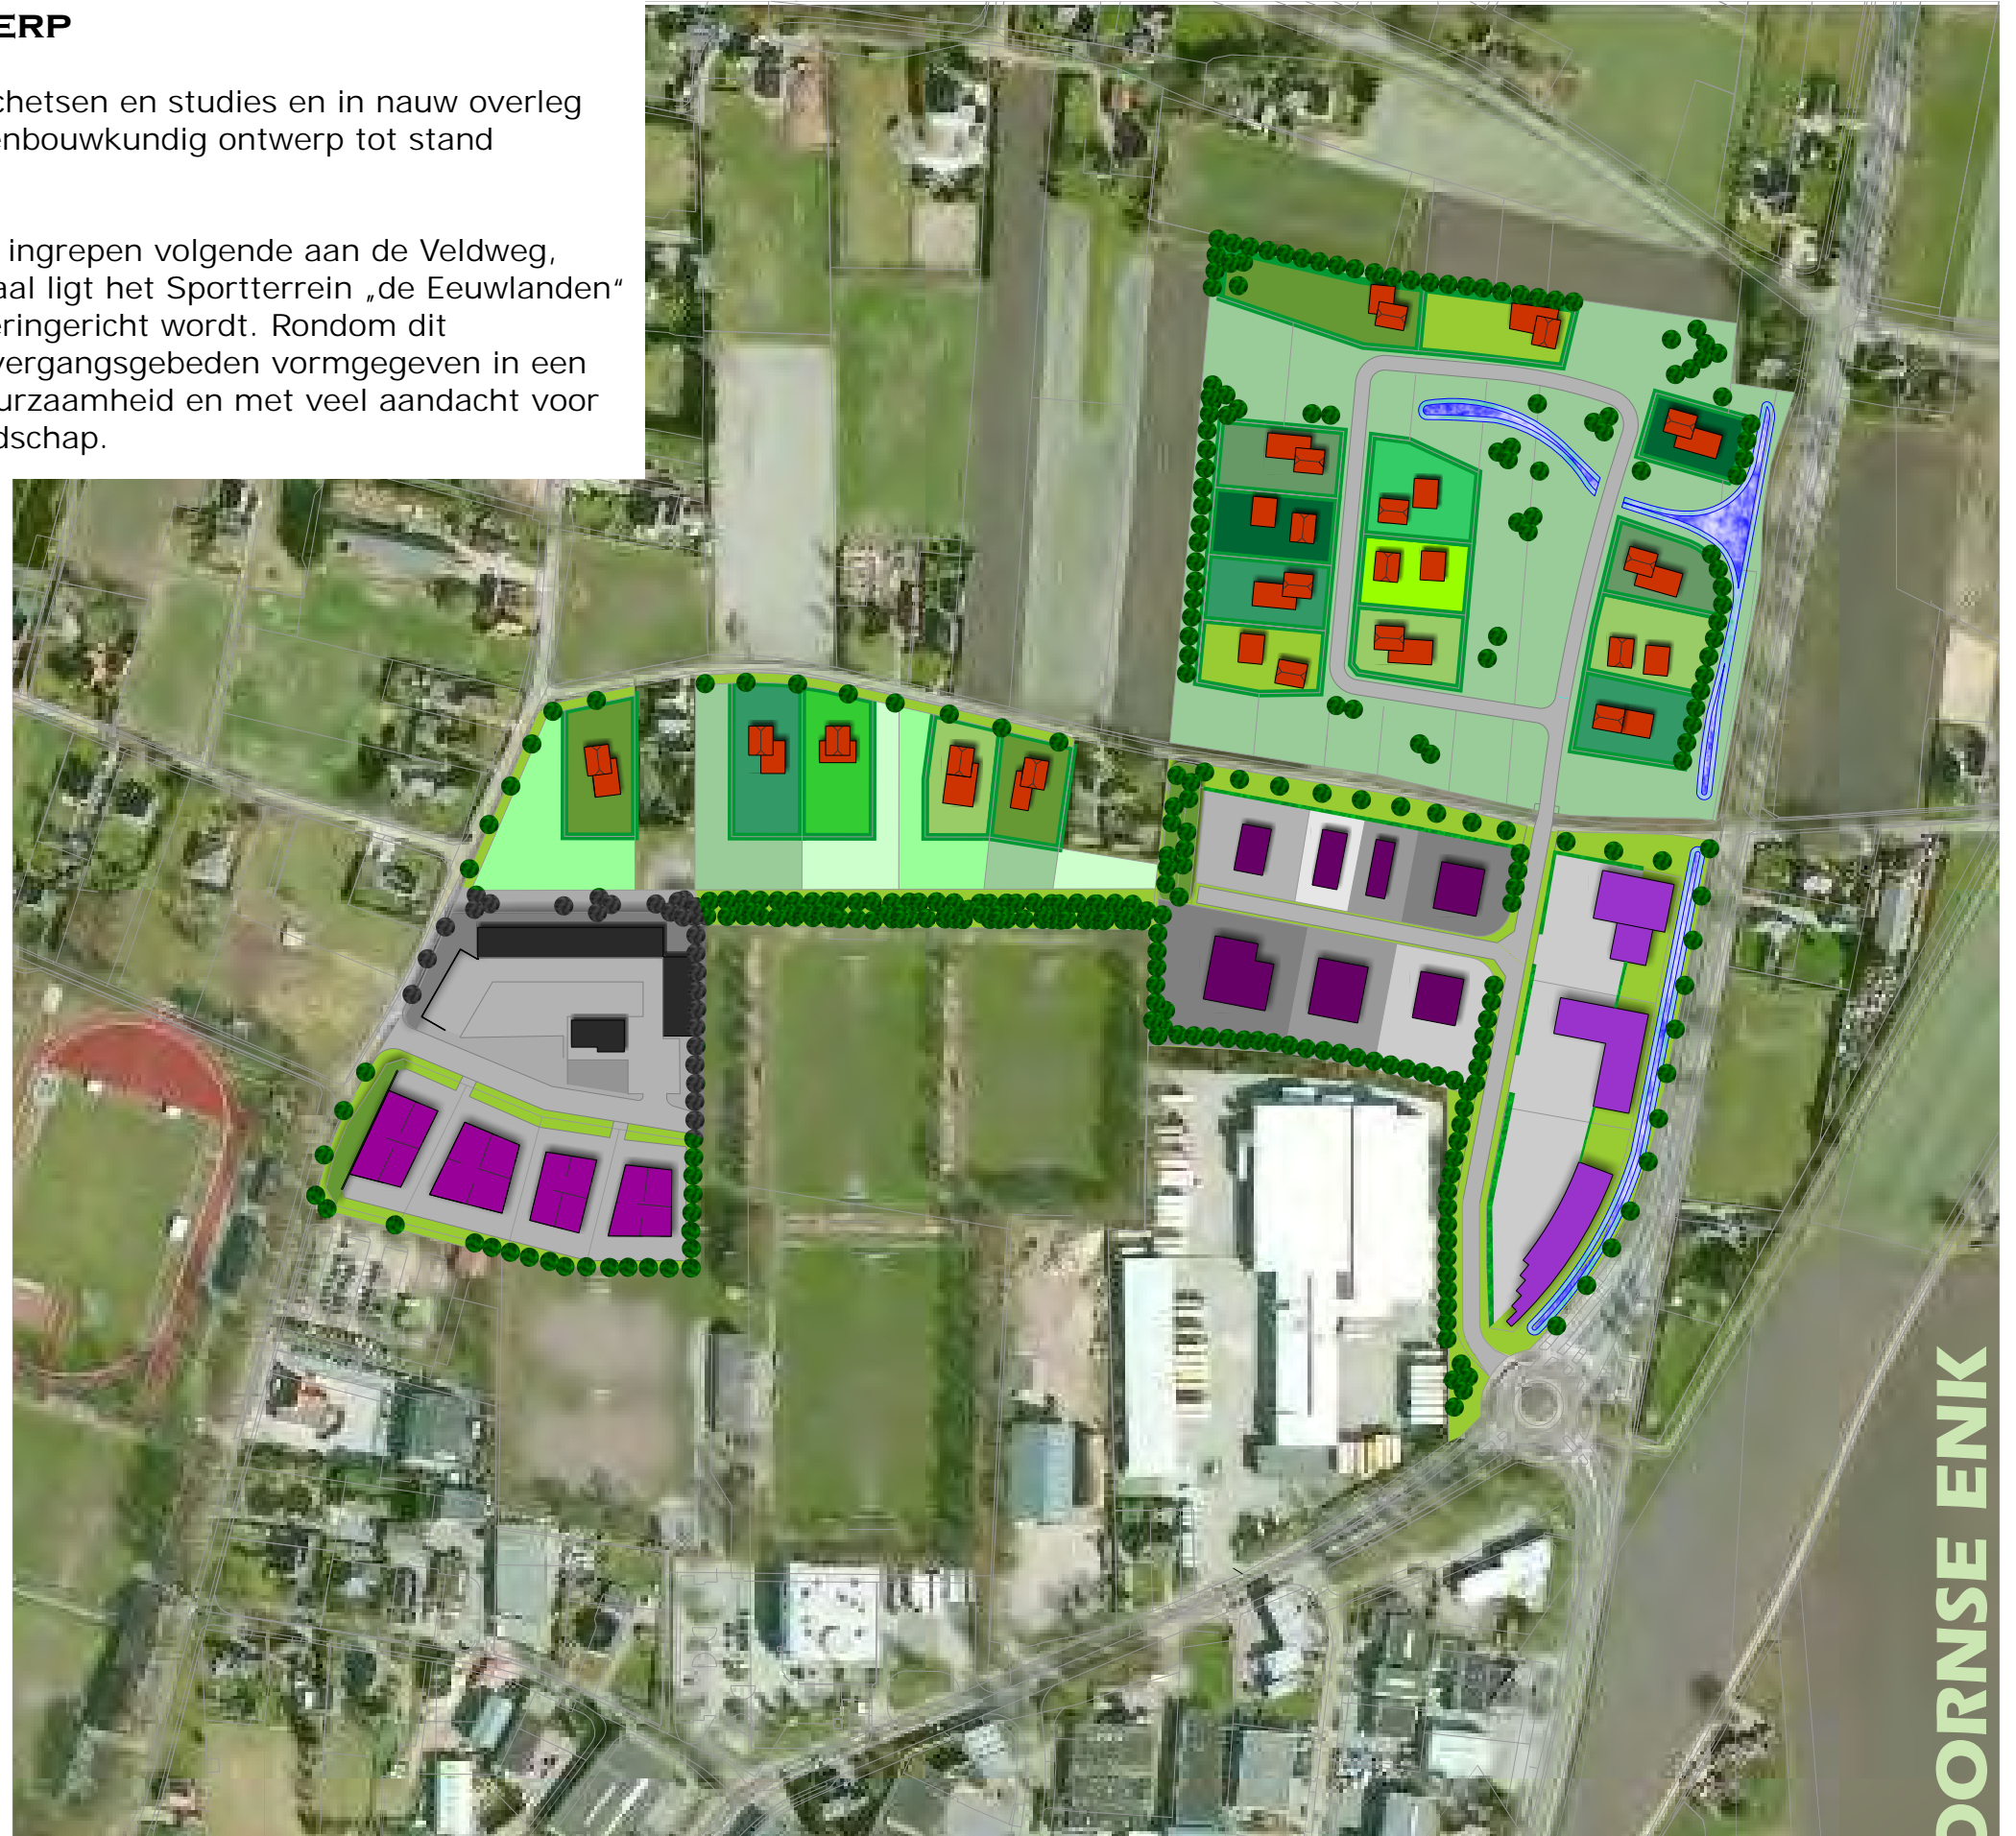 ERP
chetsen en studies en in nauw overleg
enbouwkundig ontwerp tot stand
ingrepen volgende aan de Veldweg,
aal ligt het Sportterrein „de Eeuwlanden“
eringericht wordt. Rondom dit
vergangsgebeden vormgegeven in een
urzaamheid en met veel aandacht voor
dschap.
DOORNSE ENK